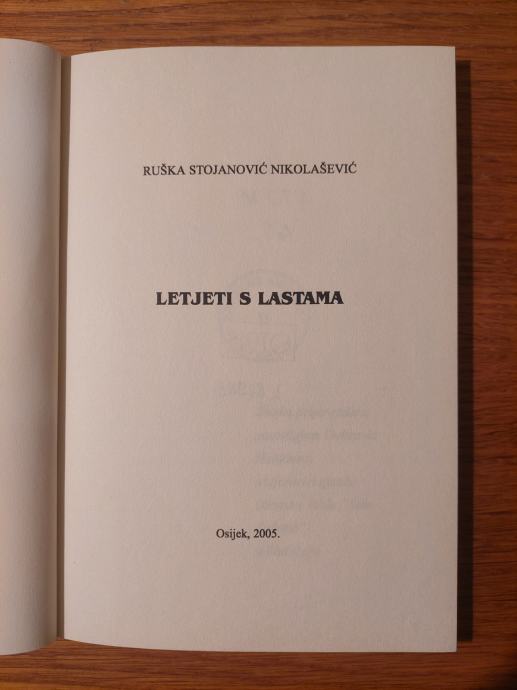 RUŠKA STOJANOVIĆ NIKOLAŠEVIĆ
LETJETI S LASTAMA
Osijek, 2005.